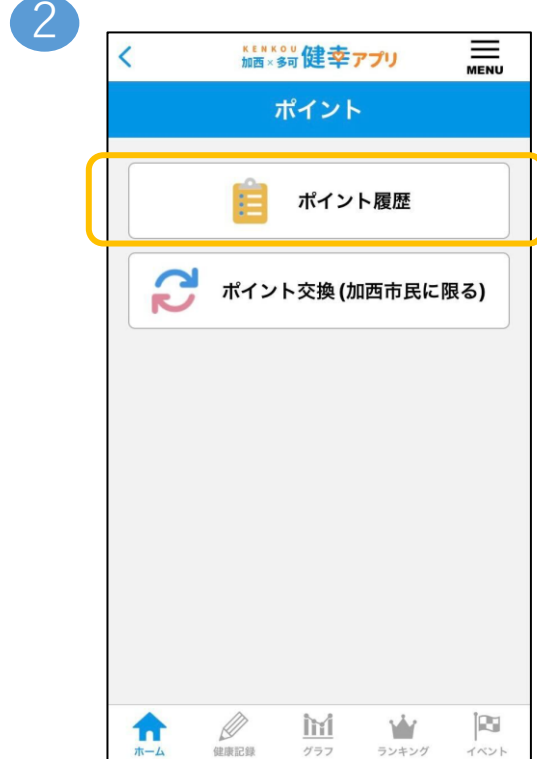 2
KENKOU
加西×多可 健幸アプリ
MENU
ポイント
ポイント履歴
ポイント交換(加西市民に限る)
ホーム 健康記録 グラフ ランキング イベント